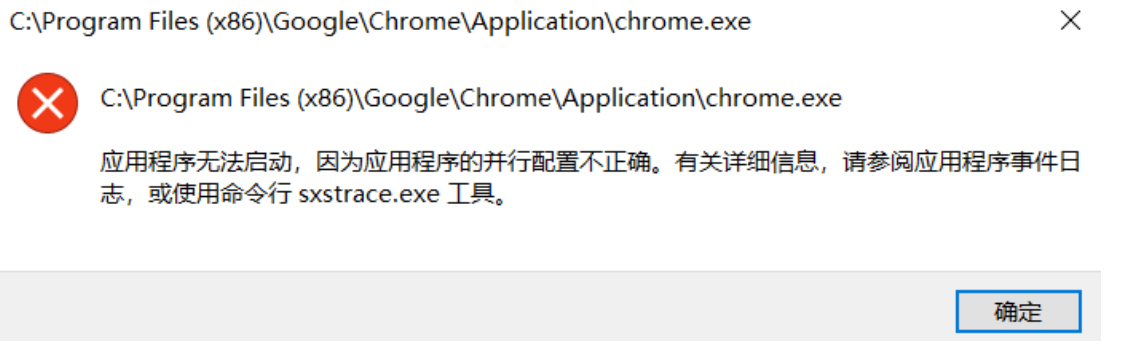 C:\Program Files (x86)\Google\Chrome\Application\chrome.exe
C:\Program Files (x86)\Google\Chrome\Application\chrome.exe
应用程序无法启动，因为应用程序的并行配置不正确。有关详细信息，请参阅应用程序事件日
志，或使用命令行 sxstrace.exe 工具。
确定